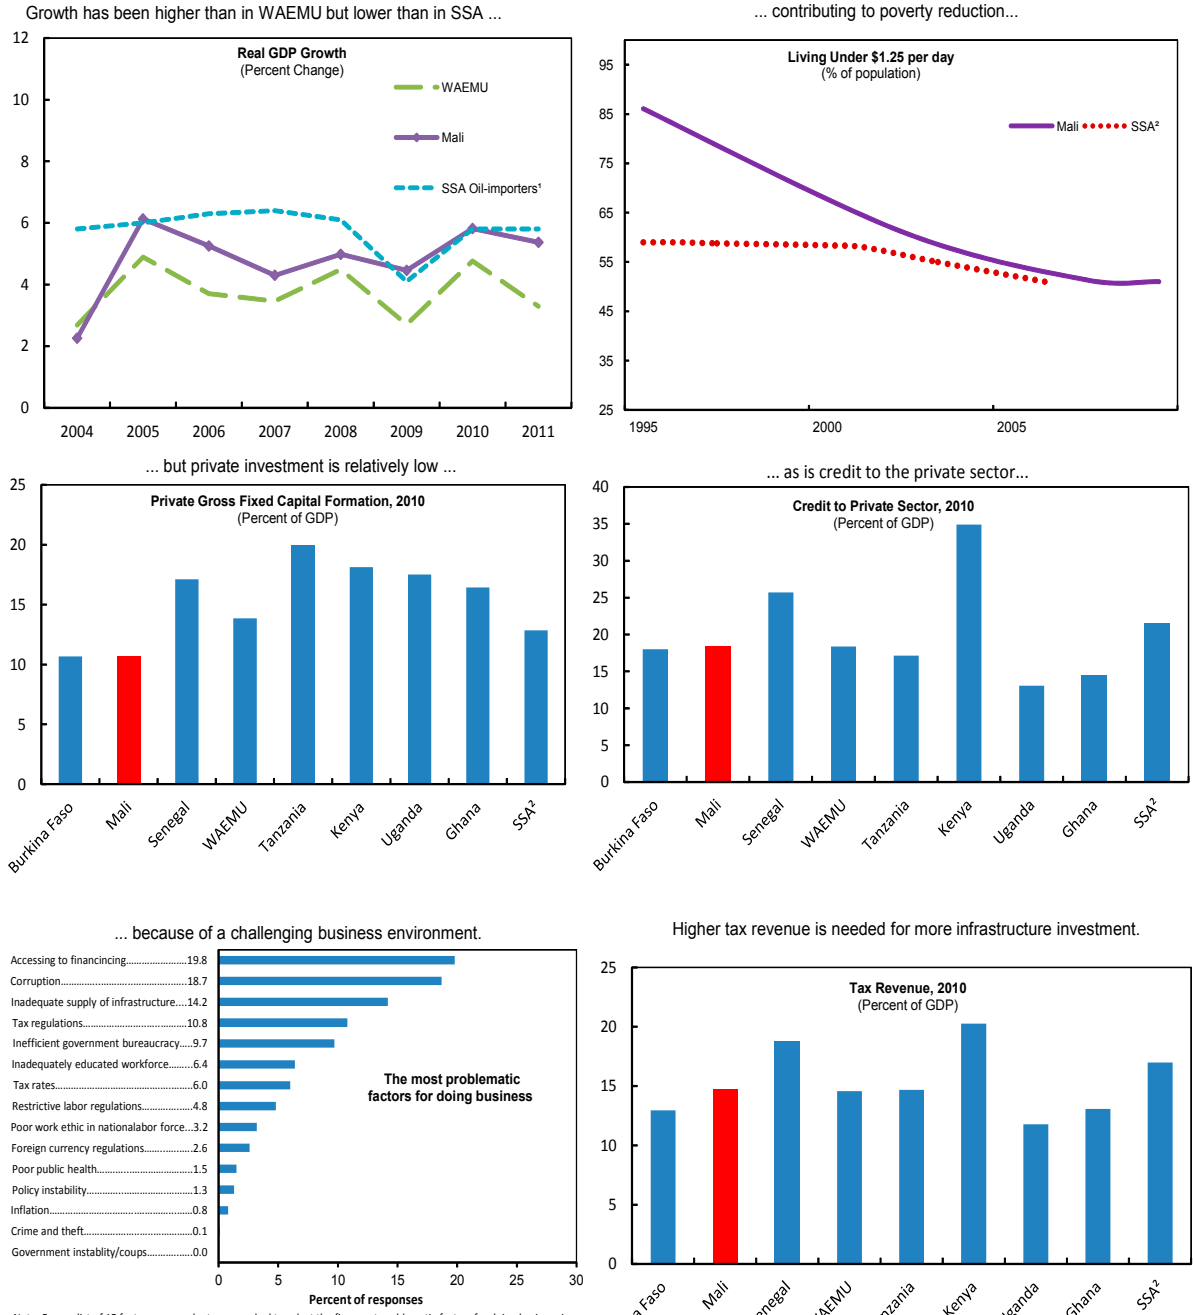 Growth has been higher than in WAEMU but lower than in SSA ...
Real GDP Growth
(Percent Change)
WAEMU
Mali
SSA Oil-importers¹
12
10
8
6
4
2
0
2004 2005 2006 2007 2008 2009 2010 2011
... contributing to poverty reduction...
Living Under $1.25 per day
(% of population)
Mali SSA²
95
85
75
65
55
45
35
25
1995 2000 2005
... but private investment is relatively low ...
Private Gross Fixed Capital Formation, 2010
(Percent of GDP)
25
20
15
10
5
0
Burkina Faso Mali Senegal WAEMU Tanzania Kenya Uganda Ghana SSA²
... as is credit to the private sector...
Credit to Private Sector, 2010
(Percent of GDP)
40
35
30
25
20
15
10
5
0
Burkina Faso Mali Senegal WAEMU Tanzania Kenya Uganda Ghana SSA²
... because of a challenging business environment.
Accessing to financincing.......................19.8
Corruption...............................................18.7
Inadequate supply of infrastructure....14.2
Tax regulations.......................................10.8
Inefficient government bureaucracy.....9.7
Inadequately educated workforce........6.4
Tax rates..................................................6.0
Restrictive labor regulations..................4.8
Poor work ethic in nationalabor force...3.2
Foreign currency regulations.................2.6
Poor public health...................................1.5
Policy instability......................................1.3
Inflation...................................................0.8
Crime and theft.......................................0.1
Government instablity/coups.................0.0
The most problematic
factors for doing business
0 5 10 15 20 25 30
Percent of responses
Higher tax revenue is needed for more infrastructure investment.
Tax Revenue, 2010
(Percent of GDP)
25
20
15
10
5
0
Faso Mali Senegal WAEMU Tanzania Kenya Uganda Ghana SSA²